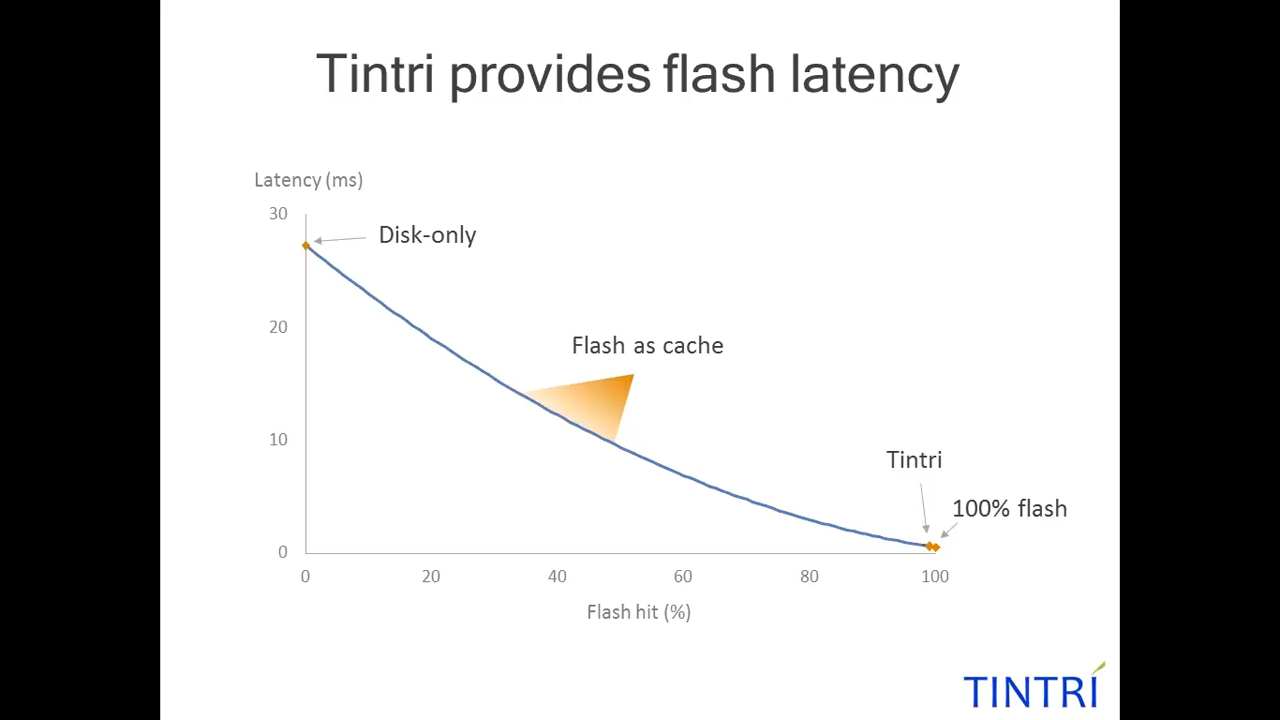 Tintri provides flash latency
Latency (ms)
30
Disk-only
20
Flash as cache
10
Tintri
100% flash
0
0 20 40 60 80 100
Flash hit (%)
TINTRÍ